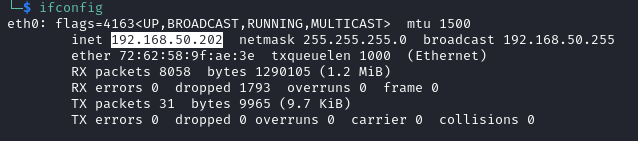 └─$ ifconfig
eth0: flags=4163<UP,BROADCAST,RUNNING,MULTICAST>  mtu 1500
        inet 192.168.50.202  netmask 255.255.255.0  broadcast 192.168.50.255
        ether 72:62:58:9f:ae:3e  txqueuelen 1000  (Ethernet)
        RX packets 8058  bytes 1290105 (1.2 MiB)
        RX errors 0  dropped 1793  overruns 0  frame 0
        TX packets 31  bytes 9965 (9.7 KiB)
        TX errors 0  dropped 0 overruns 0  carrier 0  collisions 0